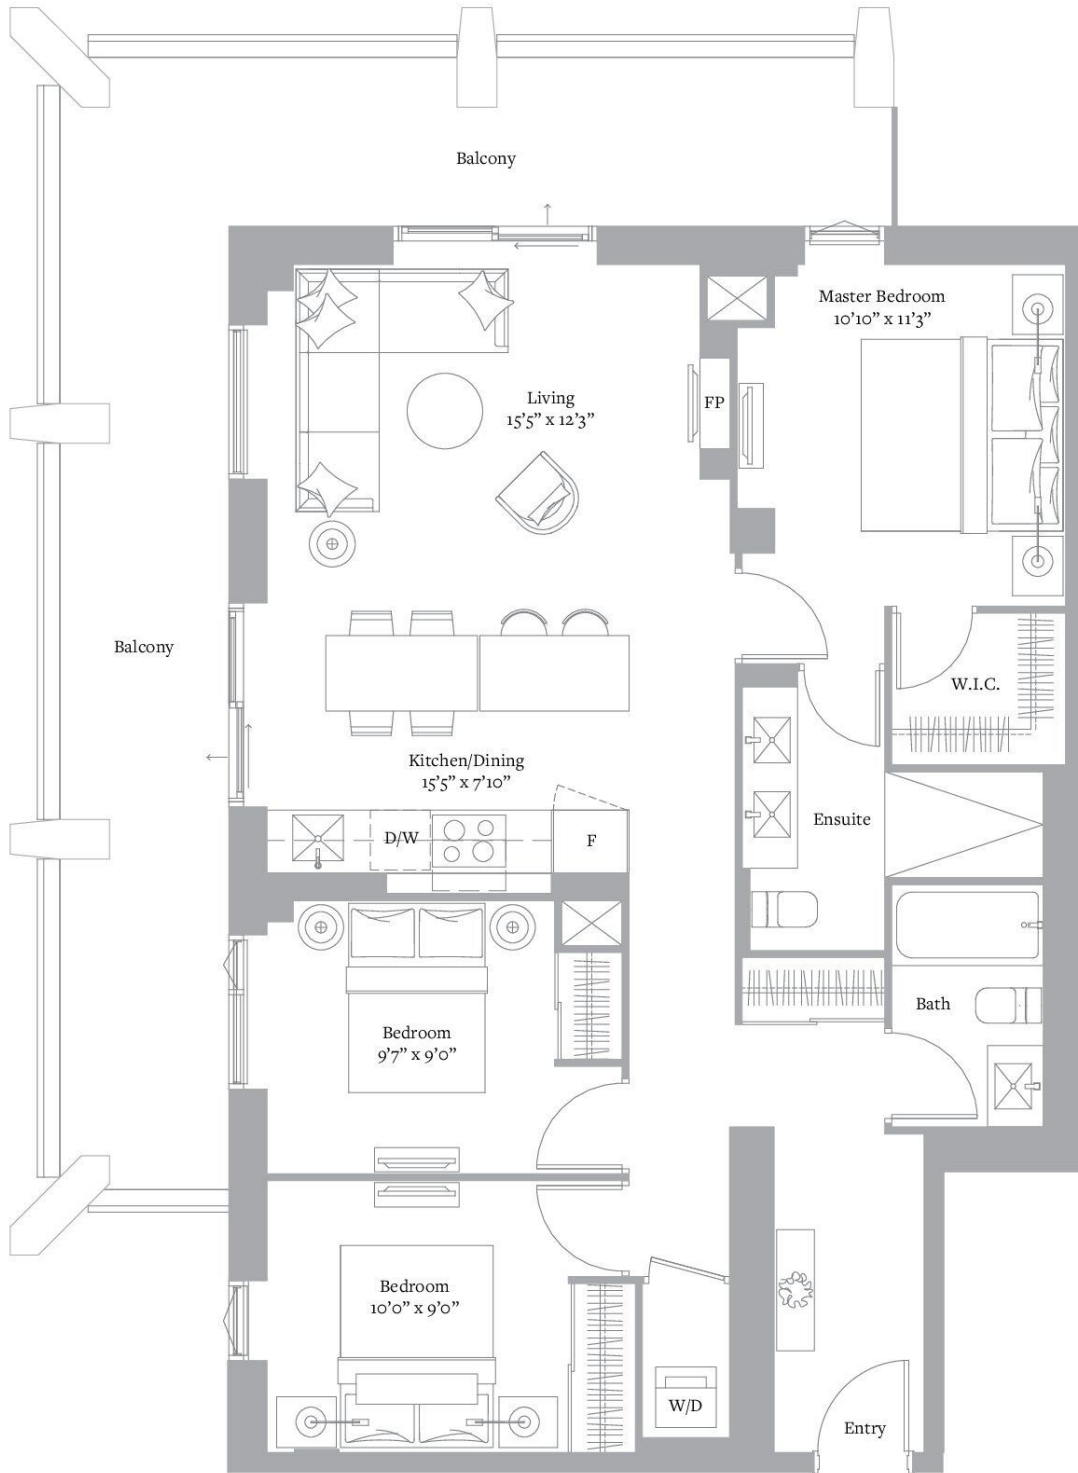 Balcony
Master Bedroom
10’10” x 11’3”
Living
15’5” x 12’3”
FP
Balcony
W.I.C.
Kitchen/Dining
15’5” x 7’10”
D/W
F
Ensuite
Bath
Bedroom
9’7” x 9’0”
Bedroom
10’0” x 9’0”
W/D
Entry